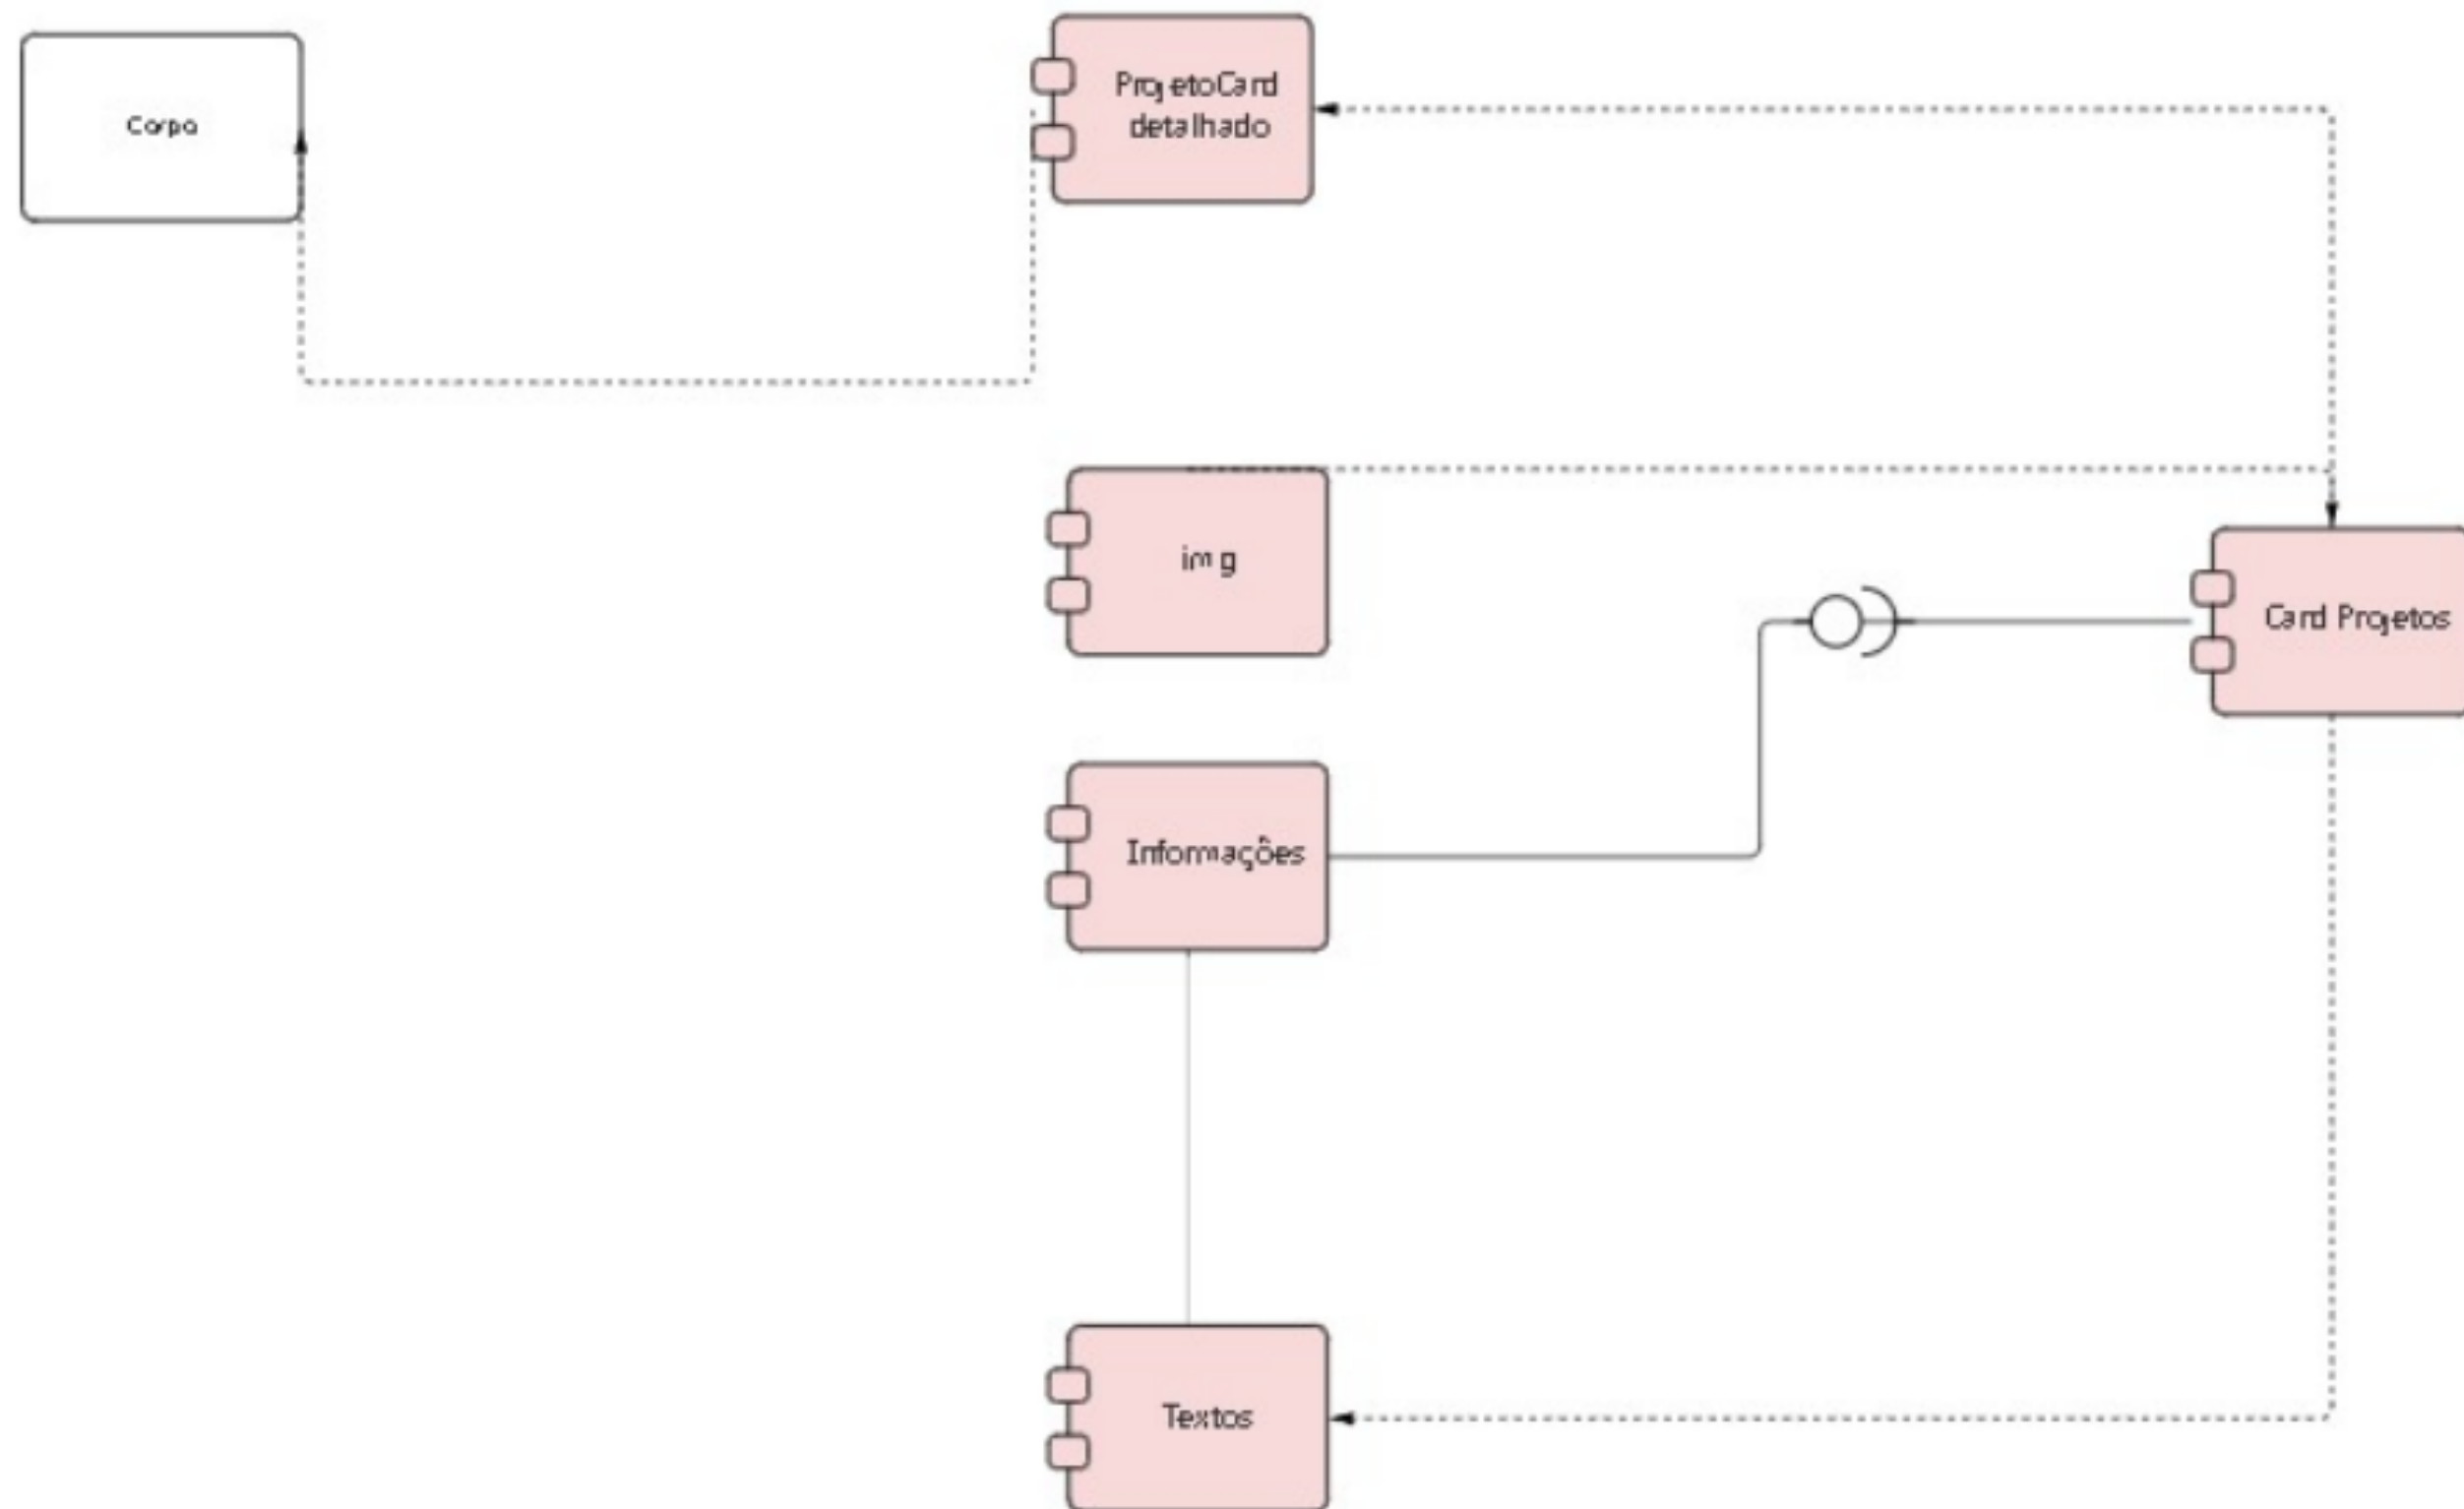 Corpo
ProjetoCard
detalhado
img
Card Projetos
Informações
Textos